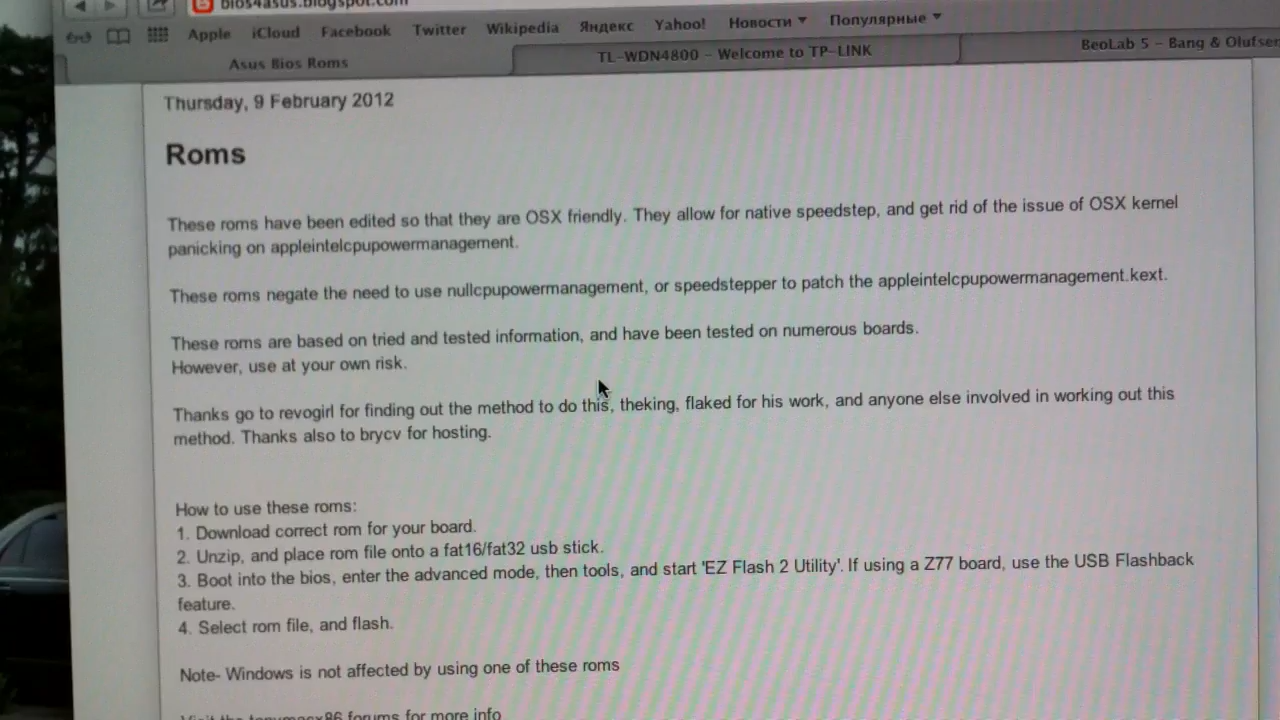 bios4asus.blogspot.com
Apple iCloud Facebook Twitter Wikipedia Яндекс Yahoo! Новости Популярные
Asus Bios Roms TL-WDN4800 - Welcome to TP-LINK BeoLab 5 - Bang & Olufsen
Thursday, 9 February 2012
Roms
These roms have been edited so that they are OSX friendly. They allow for native speedstep, and get rid of the issue of OSX kernel
panicking on appleintelcpupowermanagement.
These roms negate the need to use nullcpupowermanagement, or speedstepper to patch the appleintelcpupowermanagement.kext.
These roms are based on tried and tested information, and have been tested on numerous boards.
However, use at your own risk.
Thanks go to revogirl for finding out the method to do this, theking, flaked for his work, and anyone else involved in working out this
method. Thanks also to brycv for hosting.
How to use these roms:
1. Download correct rom for your board.
2. Unzip, and place rom file onto a fat16/fat32 usb stick.
3. Boot into the bios, enter the advanced mode, then tools, and start 'EZ Flash 2 Utility'. If using a Z77 board, use the USB Flashback
feature.
4. Select rom file, and flash.
Note- Windows is not affected by using one of these roms
Visit the tonymacx86 forums for more info